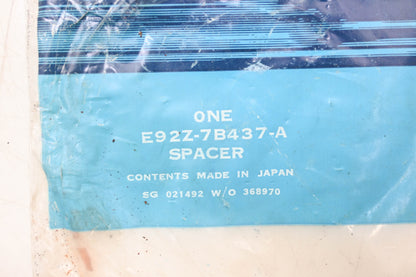 ONE
E92Z-7B437-A
SPACER
CONTENTS MADE IN JAPAN
SG 021492 W/O 368970